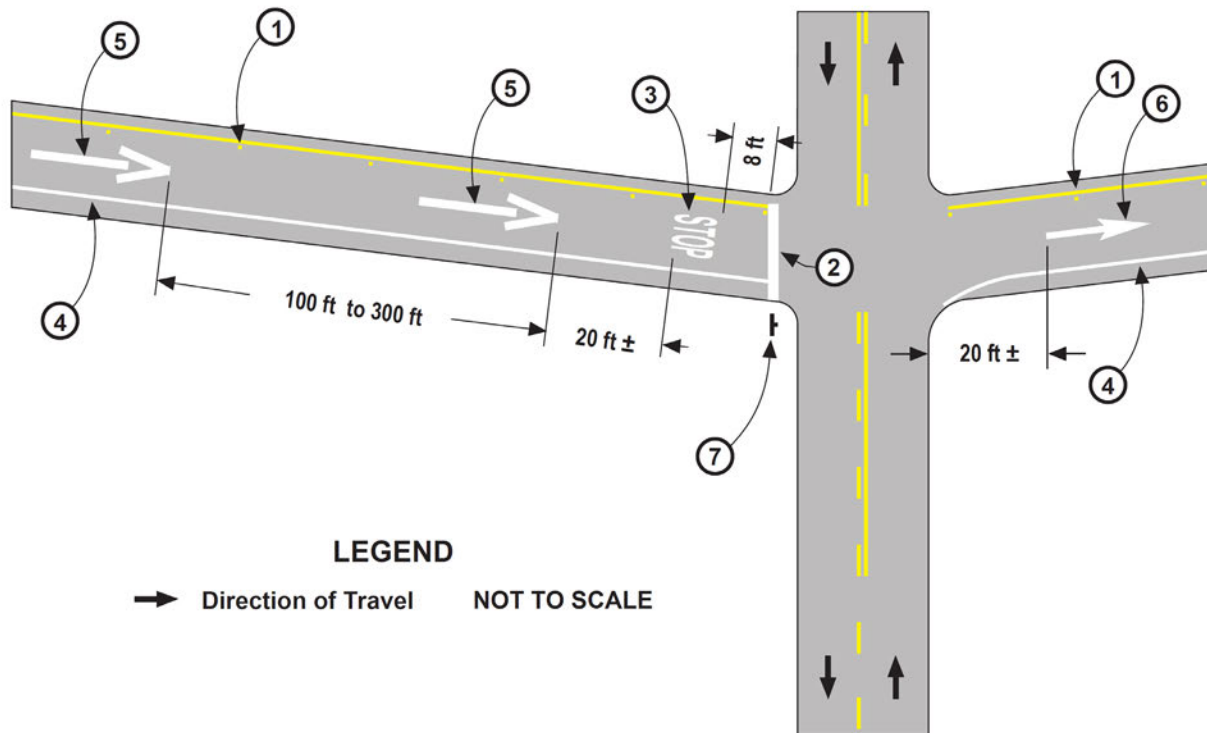 5
1
5
3
1
6
8 ft
STOP
2
4
100 ft to 300 ft
20 ft ±
20 ft ±
4
7
LEGEND
Direction of Travel NOT TO SCALE